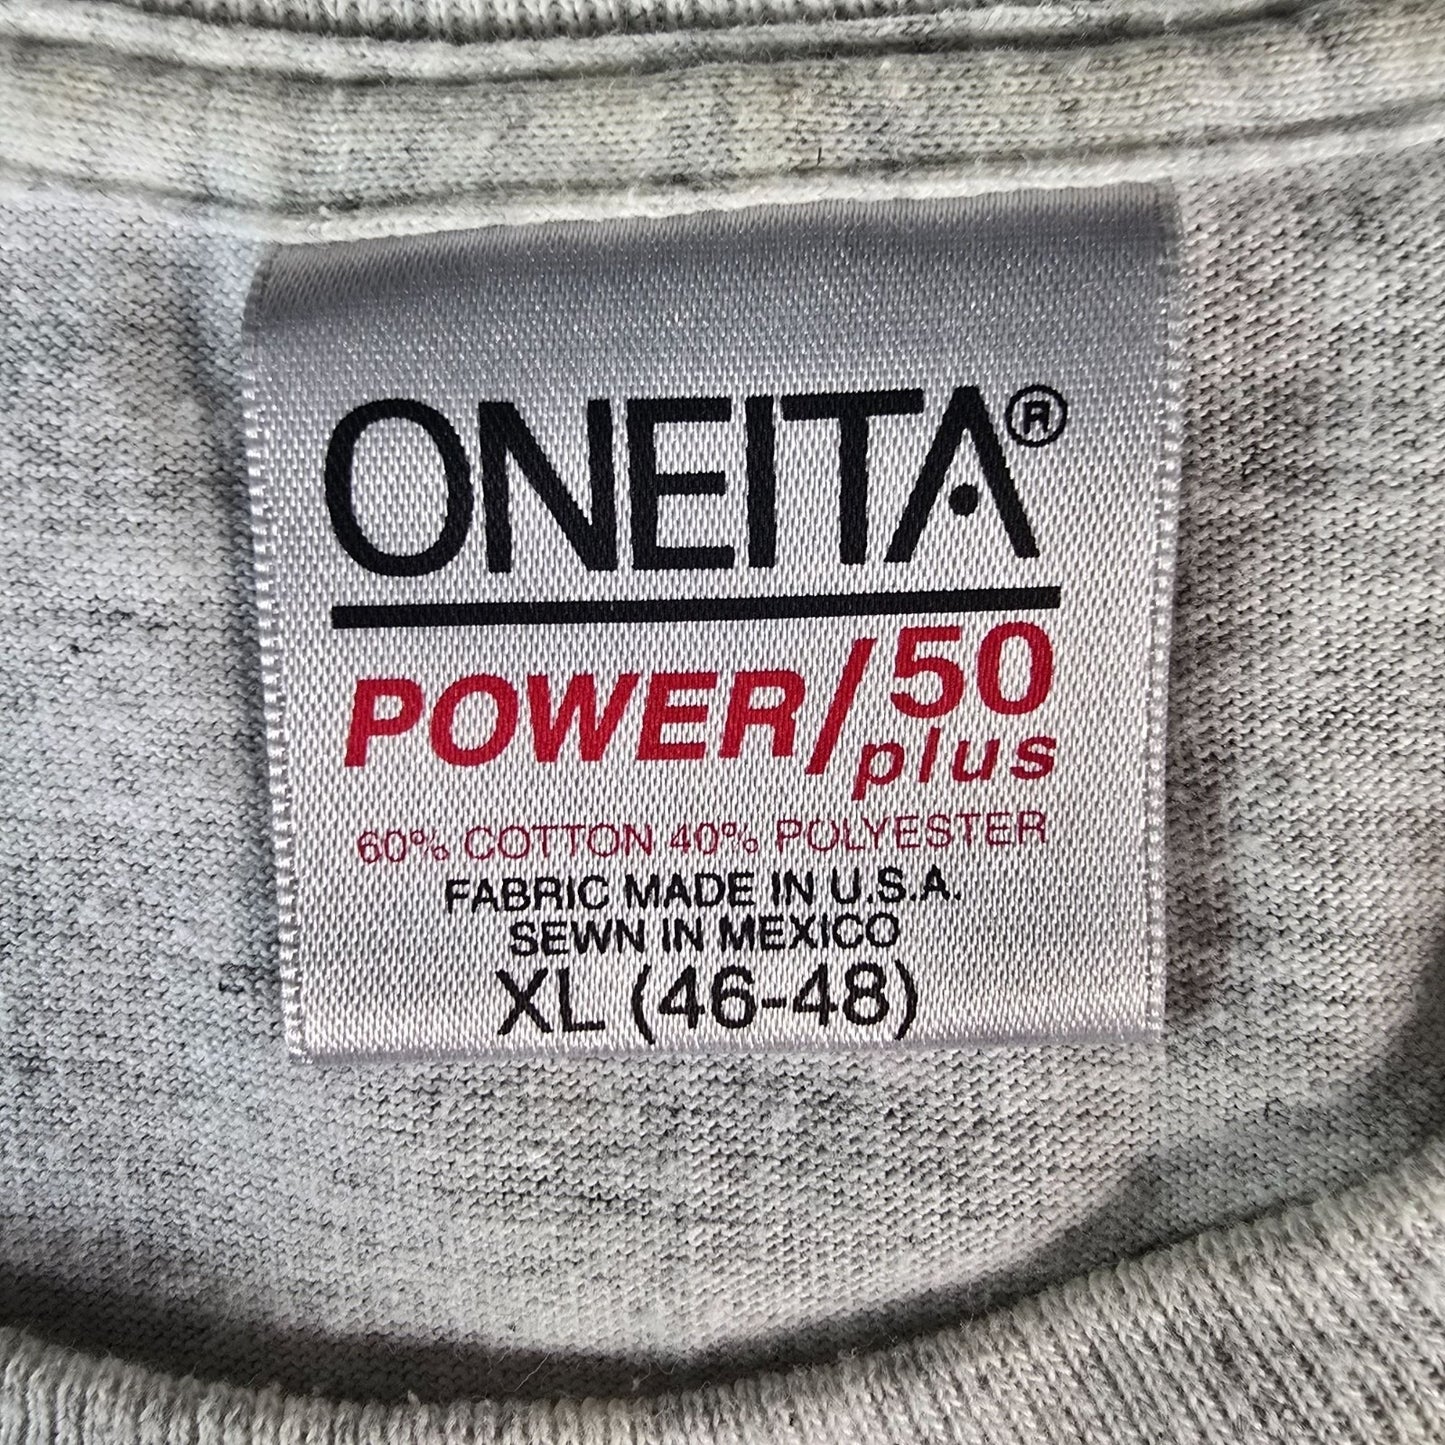 ONEITA®
POWER/50 plus
60% COTTON 40% POLYESTER
FABRIC MADE IN U.S.A.
SEWN IN MEXICO
XL (46-48)